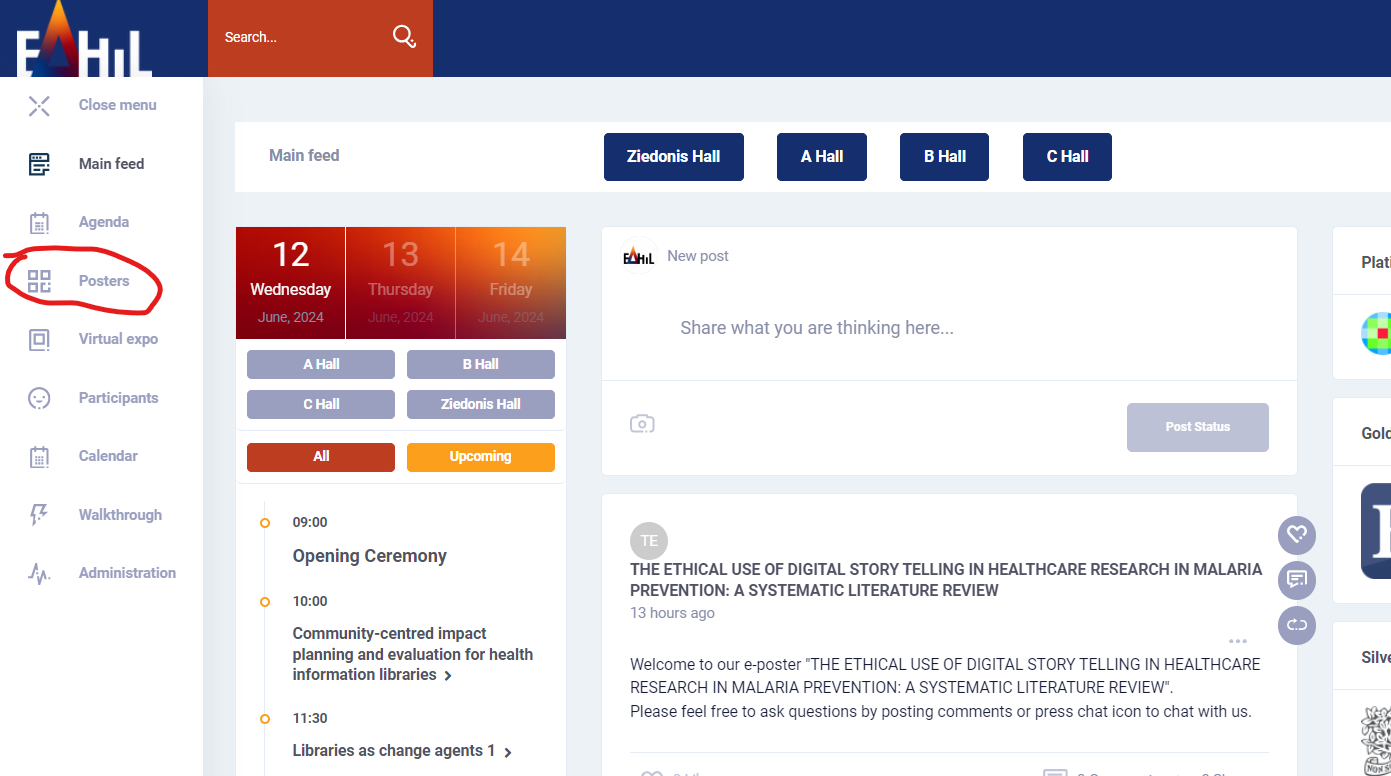 EAHiL
Search...
Close menu
Main feed
Agenda
Posters
Virtual expo
Participants
Calendar
Walkthrough
Administration
Main feed
Ziedonis Hall
A Hall
B Hall
C Hall
12
Wednesday
June, 2024
13
Thursday
June, 2024
14
Friday
June, 2024
A Hall
B Hall
C Hall
Ziedonis Hall
All
Upcoming
09:00
Opening Ceremony
10:00
Community-centred impact
planning and evaluation for health
information libraries
11:30
Libraries as change agents 1
EAHiL
New post
Share what you are thinking here...
Post Status
TE
THE ETHICAL USE OF DIGITAL STORY TELLING IN HEALTHCARE RESEARCH IN MALARIA
PREVENTION: A SYSTEMATIC LITERATURE REVIEW
13 hours ago
Welcome to our e-poster "THE ETHICAL USE OF DIGITAL STORY TELLING IN HEALTHCARE
RESEARCH IN MALARIA PREVENTION: A SYSTEMATIC LITERATURE REVIEW".
Please feel free to ask questions by posting comments or press chat icon to chat with us.
Plati
Gold
Silve